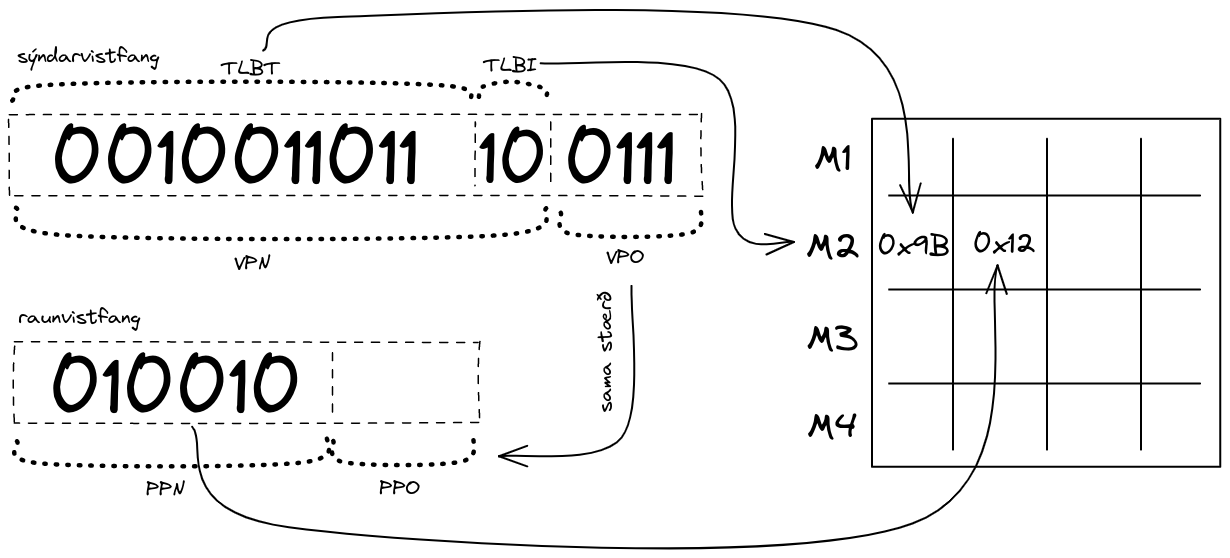 sýndarvistfang
TLBT TLBI
0010011011 10 0111
VPN VPO
sama stærð
raunvistfang
010010
PPN PPO
M1
M2 0x9B 0x12
M3
M4